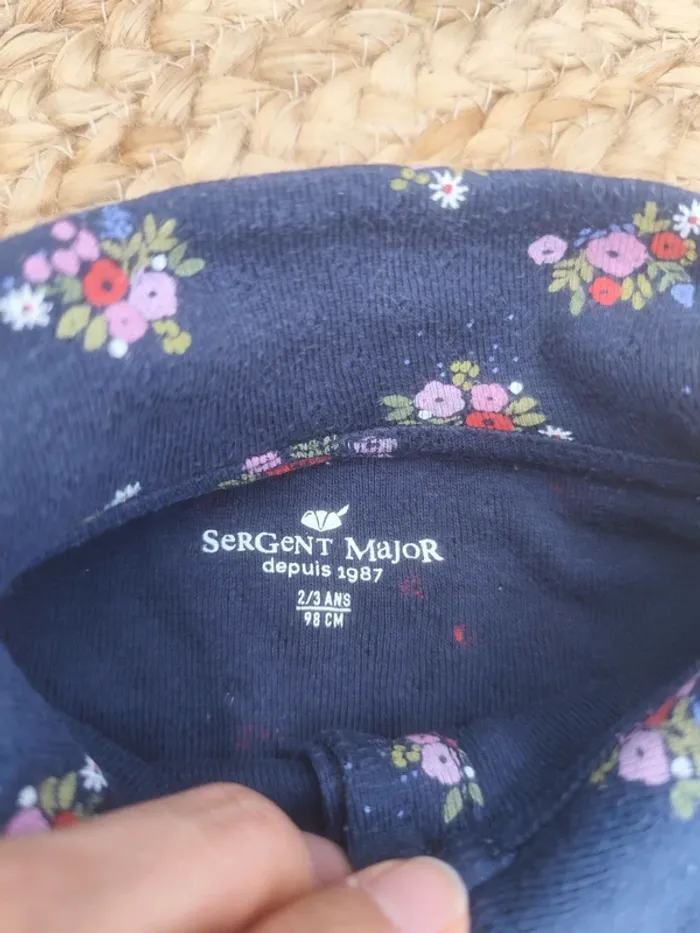 SeRGeNT MaJoR
depuis 1987
2/3 ANS
98 CM